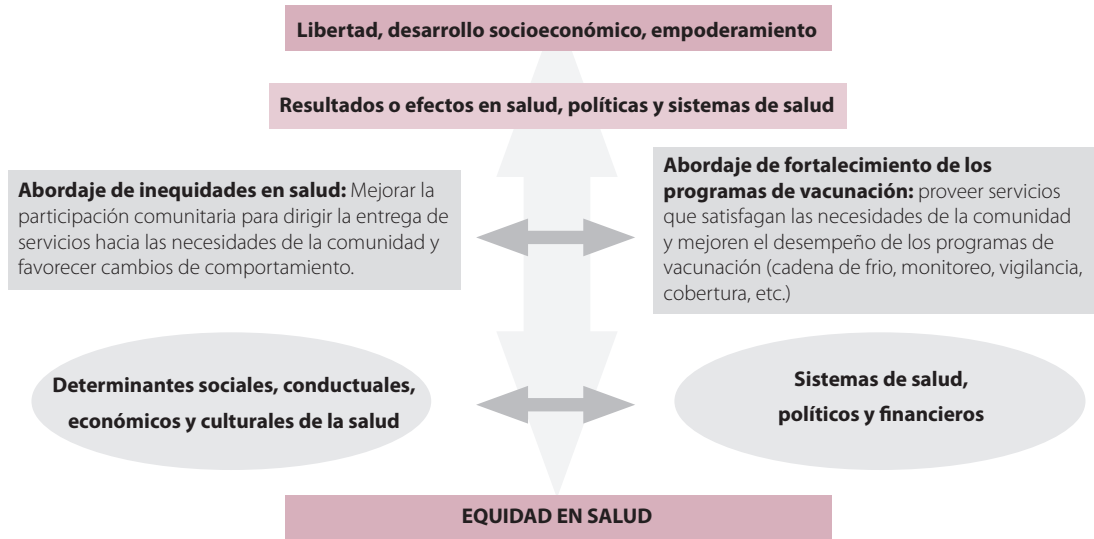 Libertad, desarrollo socioeconómico, empoderamiento
Resultados o efectos en salud, políticas y sistemas de salud
Abordaje de inequidades en salud: Mejorar la
participación comunitaria para dirigir la entrega de
servicios hacia las necesidades de la comunidad y
favorecer cambios de comportamiento.
Abordaje de fortalecimiento de los
programas de vacunación: proveer servicios
que satisfagan las necesidades de la comunidad
y mejoren el desempeño de los programas de
vacunación (cadena de frio, monitoreo, vigilancia,
cobertura, etc.)
Determinantes sociales, conductuales,
económicos y culturales de la salud
Sistemas de salud,
políticos y financieros
EQUIDAD EN SALUD